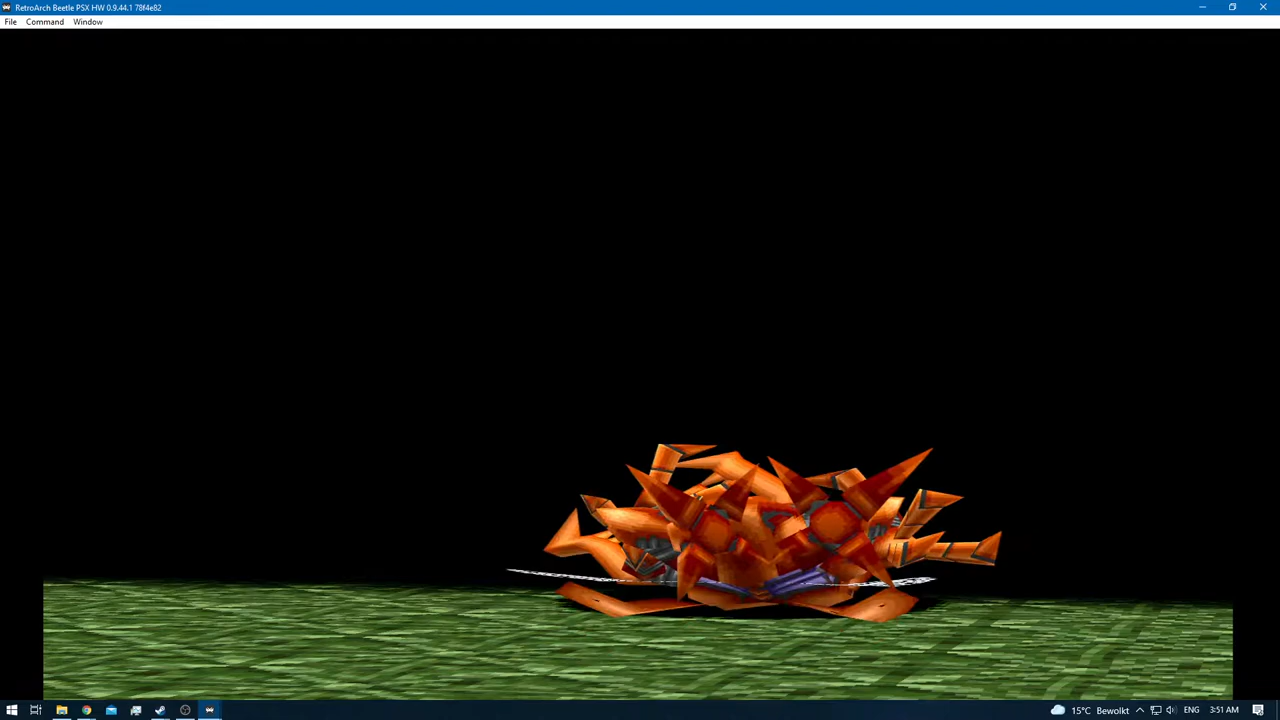 RetroArch Beetle PSX HW 0.9.44.1 78f4e82
File Command Window
15°C Bewolkt ENG 3:51 AM